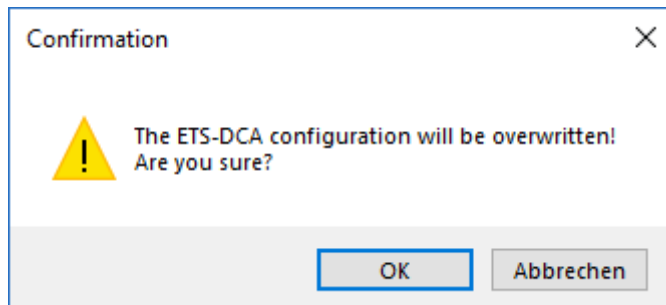 Confirmation
The ETS-DCA configuration will be overwritten!
Are you sure?
OK
Abbrechen